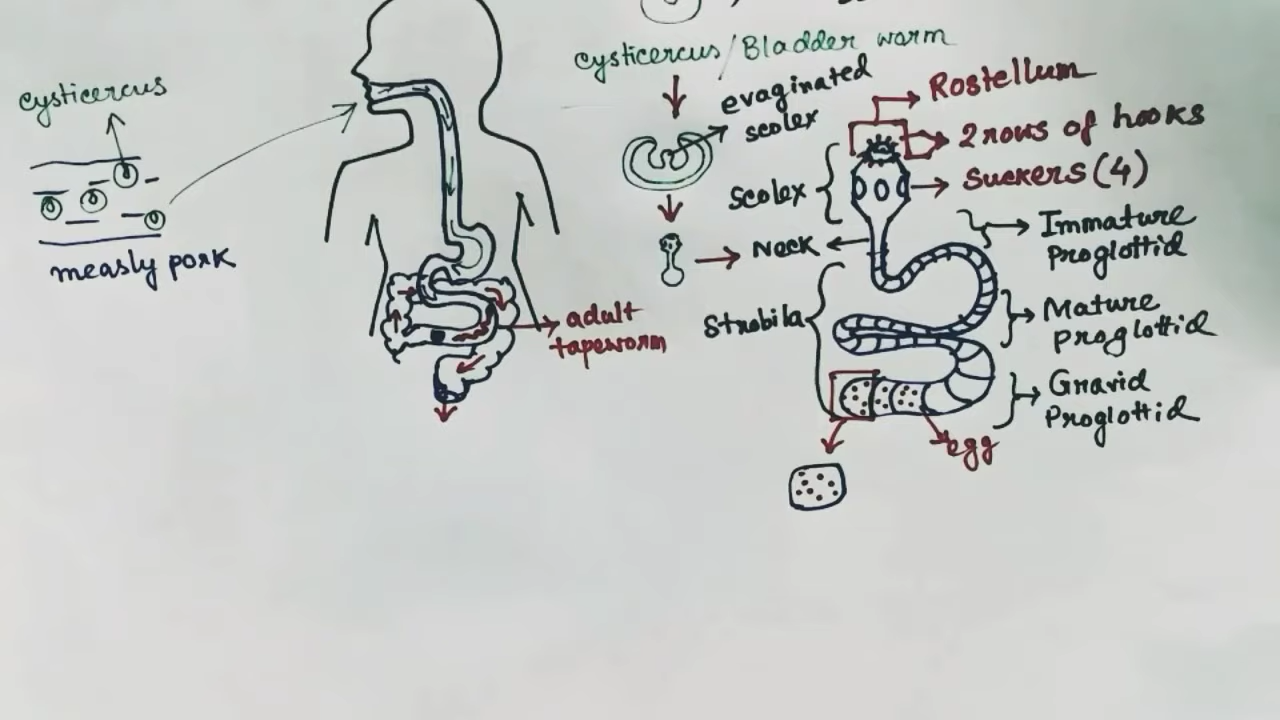 cysticercus
measly pork
adult
tapeworm
cysticercus/Bladder worm
evaginated
scolex
Rostellum
2 rows of hooks
Suckers (4)
scolex
Neck
Immature
Proglottid
Strobila
Mature
Proglottid
Gravid
Proglottid
egg